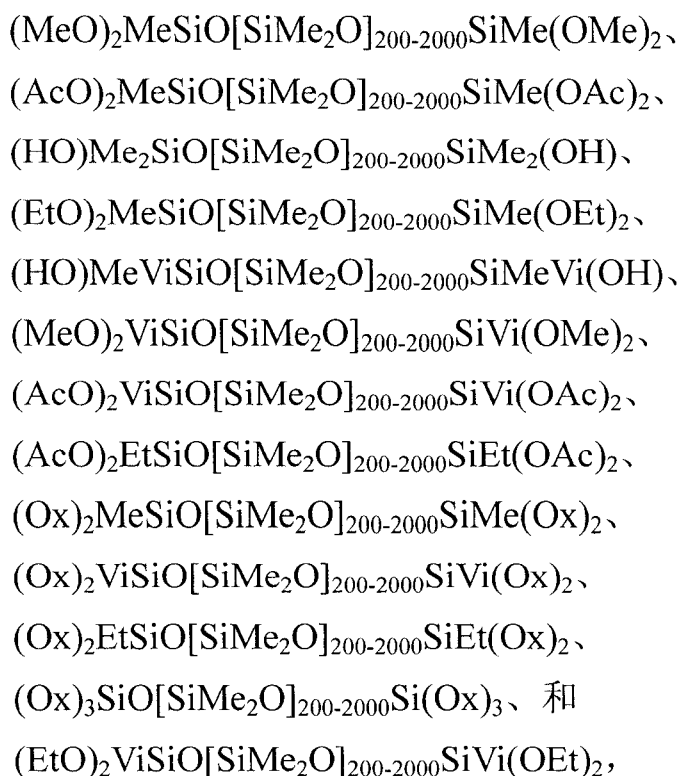 (MeO)₂MeSiO[SiMe₂O]₂₀₀₋₂₀₀₀SiMe(OMe)₂、
(AcO)₂MeSiO[SiMe₂O]₂₀₀₋₂₀₀₀SiMe(OAc)₂、
(HO)Me₂SiO[SiMe₂O]₂₀₀₋₂₀₀₀SiMe₂(OH)、
(EtO)₂MeSiO[SiMe₂O]₂₀₀₋₂₀₀₀SiMe(OEt)₂、
(HO)MeViSiO[SiMe₂O]₂₀₀₋₂₀₀₀SiMeVi(OH)、
(MeO)₂ViSiO[SiMe₂O]₂₀₀₋₂₀₀₀SiVi(OMe)₂、
(AcO)₂ViSiO[SiMe₂O]₂₀₀₋₂₀₀₀SiVi(OAc)₂、
(AcO)₂EtSiO[SiMe₂O]₂₀₀₋₂₀₀₀SiEt(OAc)₂、
(Ox)₂MeSiO[SiMe₂O]₂₀₀₋₂₀₀₀SiMe(Ox)₂、
(Ox)₂ViSiO[SiMe₂O]₂₀₀₋₂₀₀₀SiVi(Ox)₂、
(Ox)₂EtSiO[SiMe₂O]₂₀₀₋₂₀₀₀SiEt(Ox)₂、
(Ox)₃SiO[SiMe₂O]₂₀₀₋₂₀₀₀Si(Ox)₃、和
(EtO)₂ViSiO[SiMe₂O]₂₀₀₋₂₀₀₀SiVi(OEt)₂，